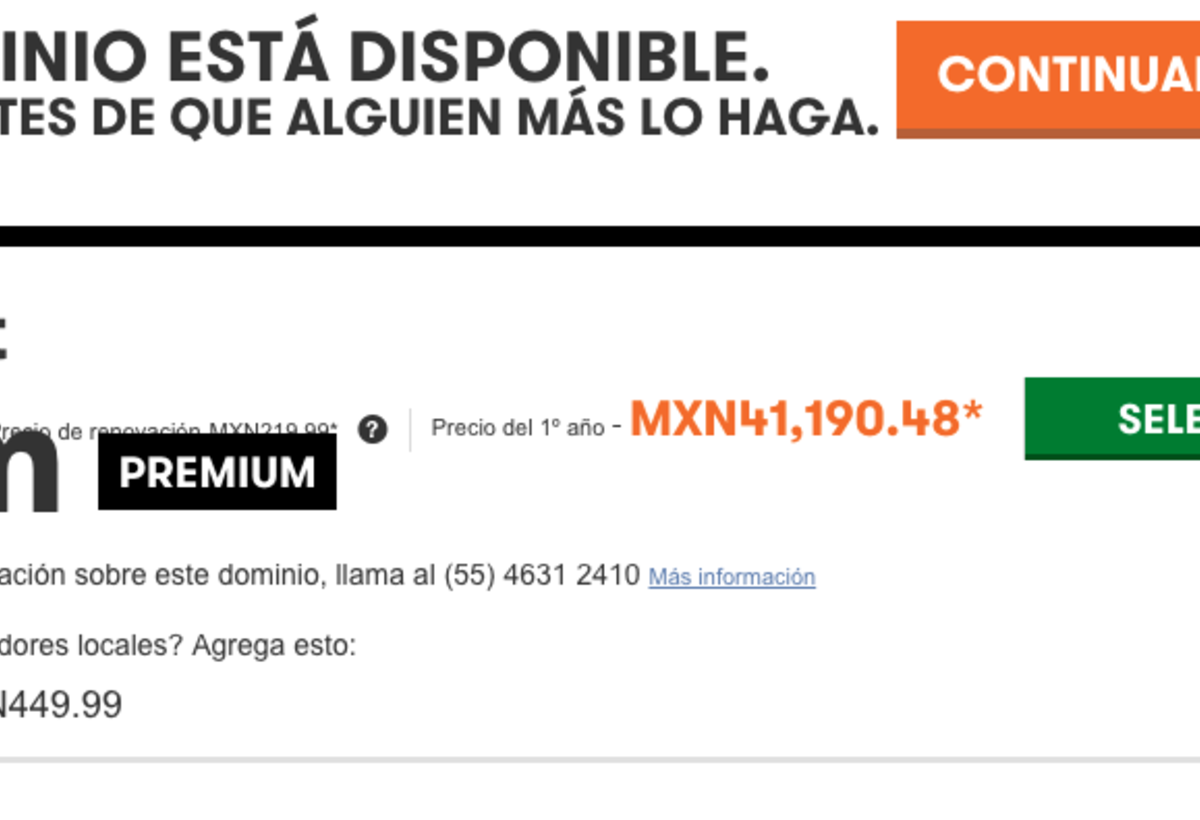 INIO ESTÁ DISPONIBLE.
TES DE QUE ALGUIEN MÁS LO HAGA.
CONTINUAR
:
Precio de renovación MXN219.99*
? Precio del 1º año - MXN41,190.48*
SELE
n PREMIUM
ación sobre este dominio, llama al (55) 4631 2410 Más información
dores locales? Agrega esto:
N449.99